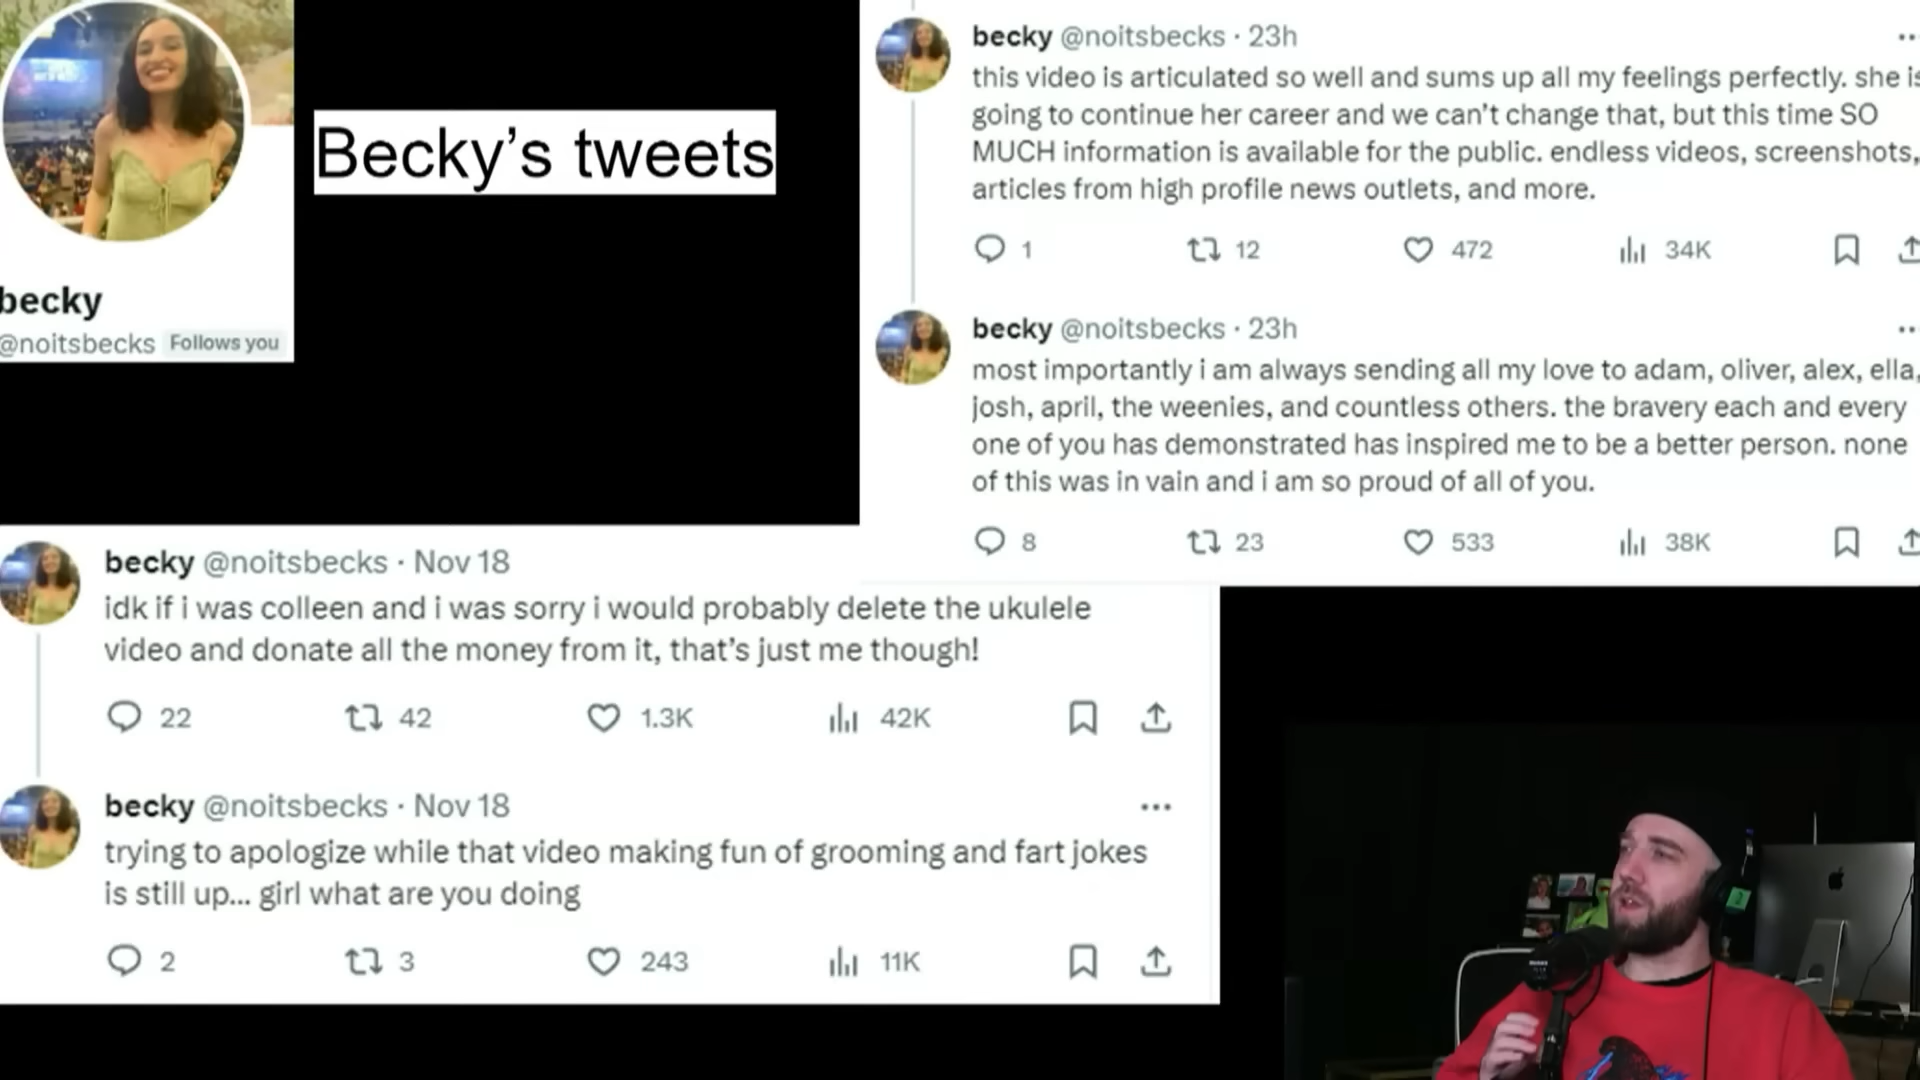 Becky's tweets
becky
@noitsbecks Follows you
becky @noitsbecks · 23h
this video is articulated so well and sums up all my feelings perfectly. she is
going to continue her career and we can't change that, but this time SO
MUCH information is available for the public. endless videos, screenshots,
articles from high profile news outlets, and more.
1 12 472 34K
becky @noitsbecks · 23h
most importantly i am always sending all my love to adam, oliver, alex, ella,
josh, april, the weenies, and countless others. the bravery each and every
one of you has demonstrated has inspired me to be a better person. none
of this was in vain and i am so proud of all of you.
8 23 533 38K
becky @noitsbecks · Nov 18
idk if i was colleen and i was sorry i would probably delete the ukulele
video and donate all the money from it, that's just me though!
22 42 1.3K 42K
becky @noitsbecks · Nov 18
trying to apologize while that video making fun of grooming and fart jokes
is still up... girl what are you doing
2 3 243 11K